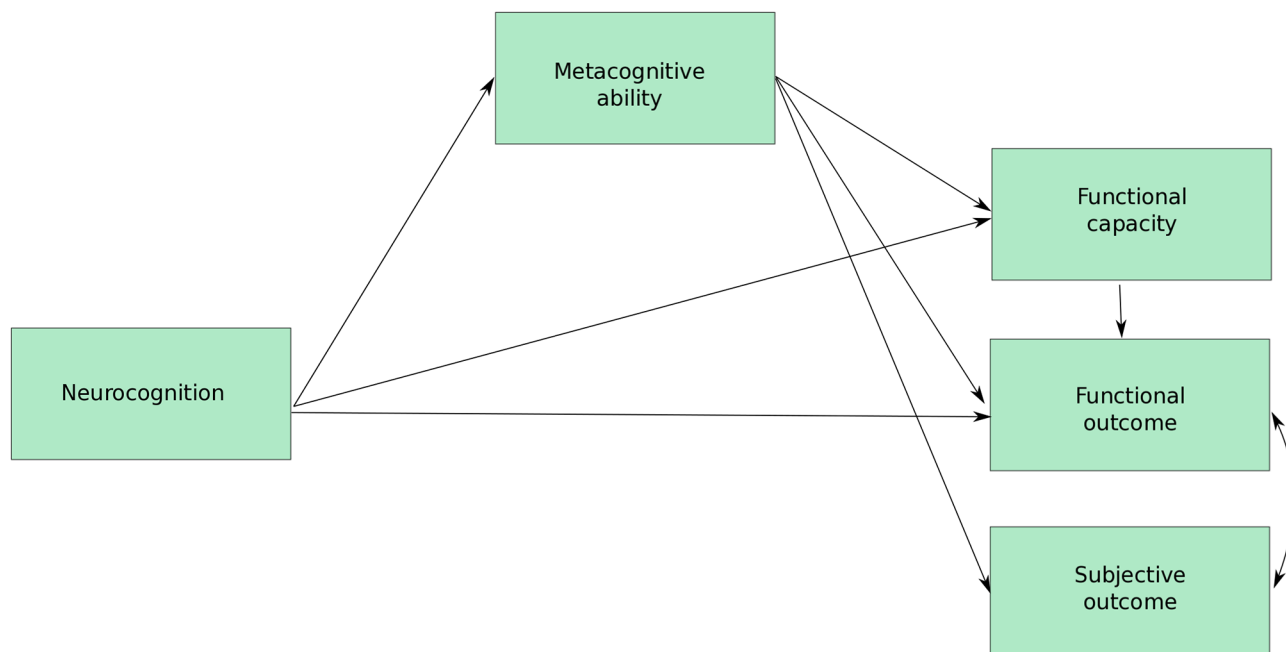 Metacognitive
ability
Functional
capacity
Neurocognition
Functional
outcome
Subjective
outcome